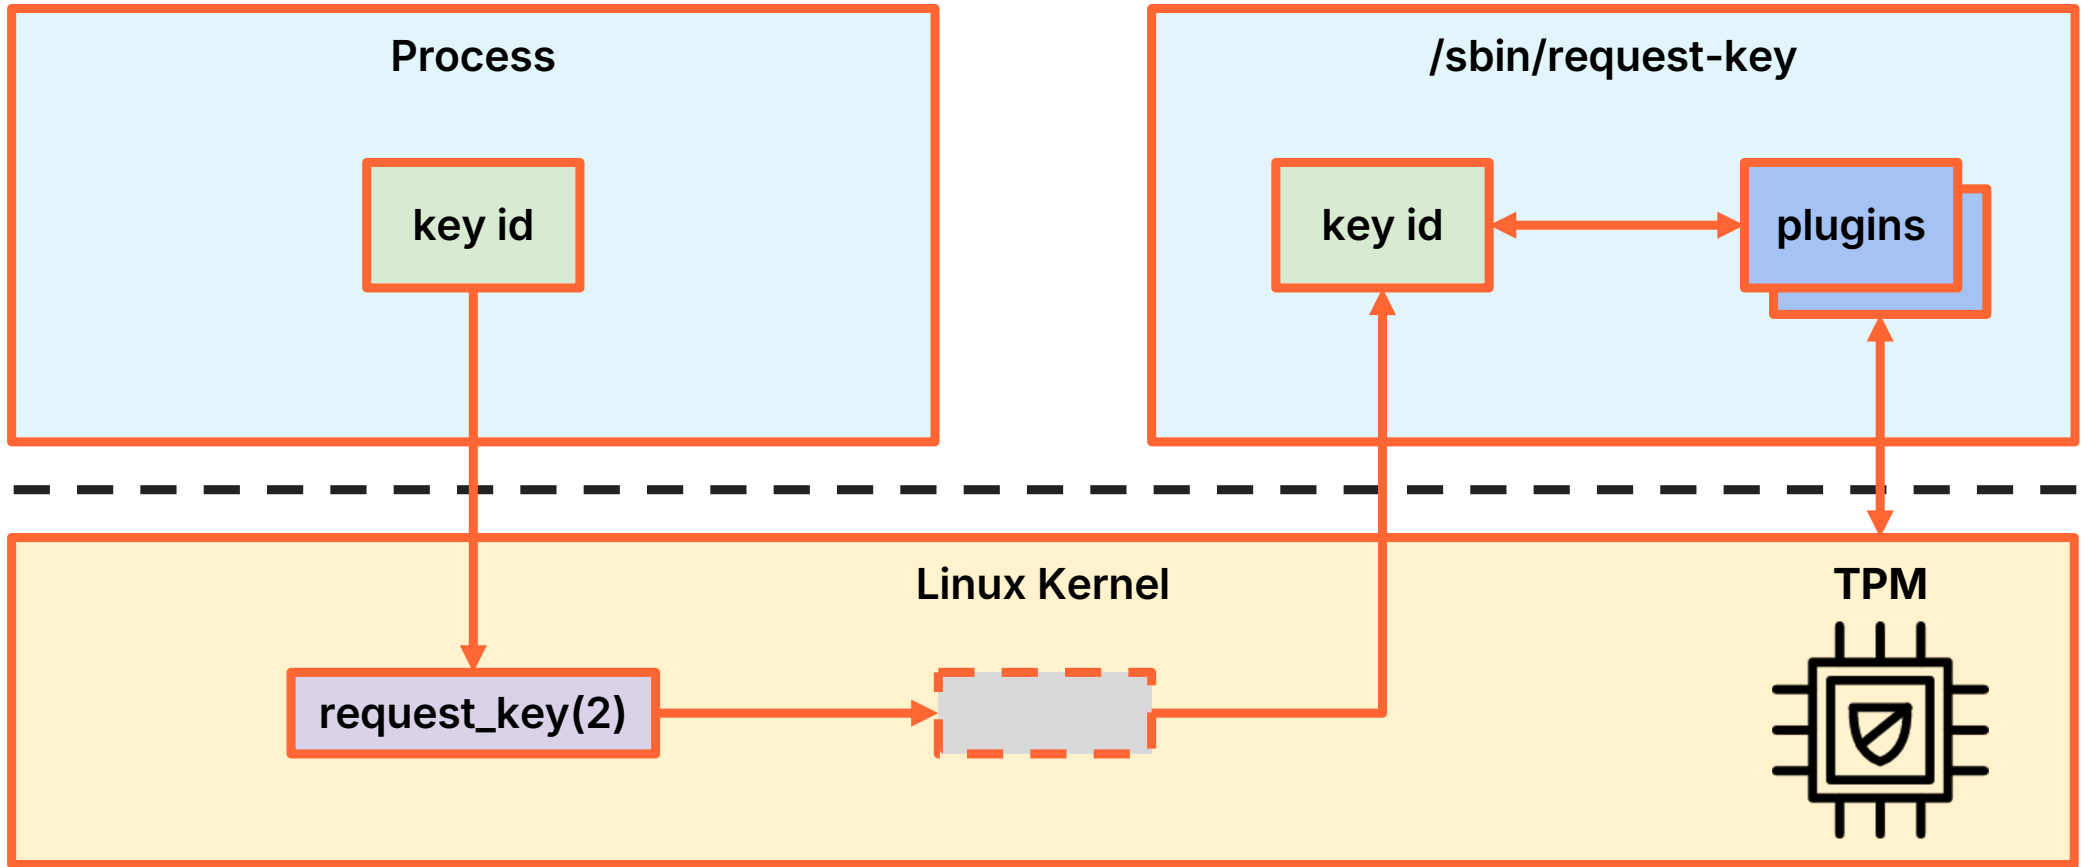 Process
/sbin/request-key
key id
key id
plugins
Linux Kernel
TPM
request_key(2)